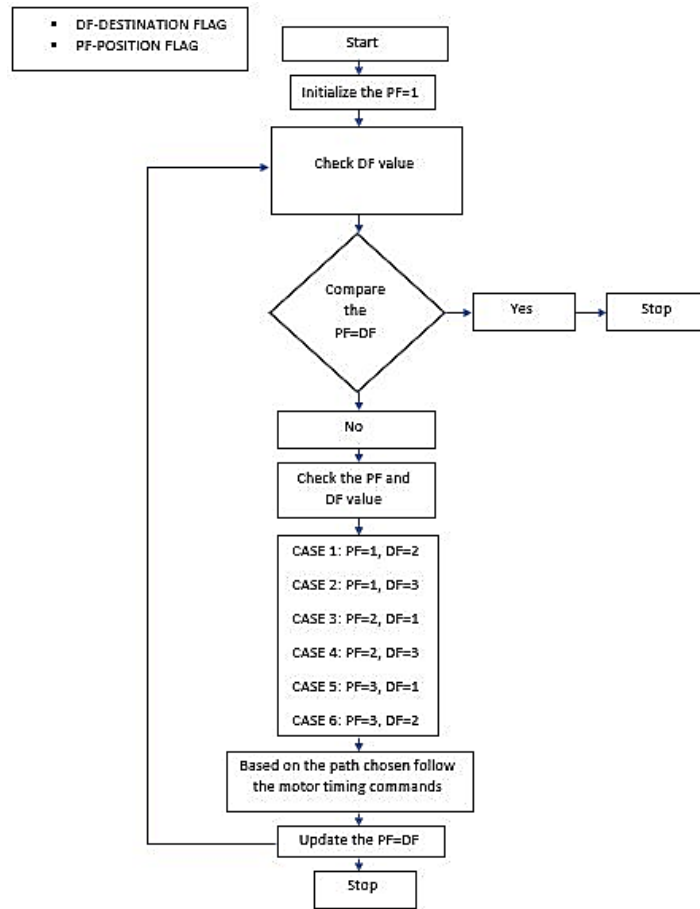 ▪ DF-DESTINATION FLAG
▪ PF-POSITION FLAG
Start
Initialize the PF=1
Check DF value
Compare
the
PF=DF
Yes
Stop
No
Check the PF and
DF value
CASE 1: PF=1, DF=2
CASE 2: PF=1, DF=3
CASE 3: PF=2, DF=1
CASE 4: PF=2, DF=3
CASE 5: PF=3, DF=1
CASE 6: PF=3, DF=2
Based on the path chosen follow
the motor timing commands
Update the PF=DF
Stop